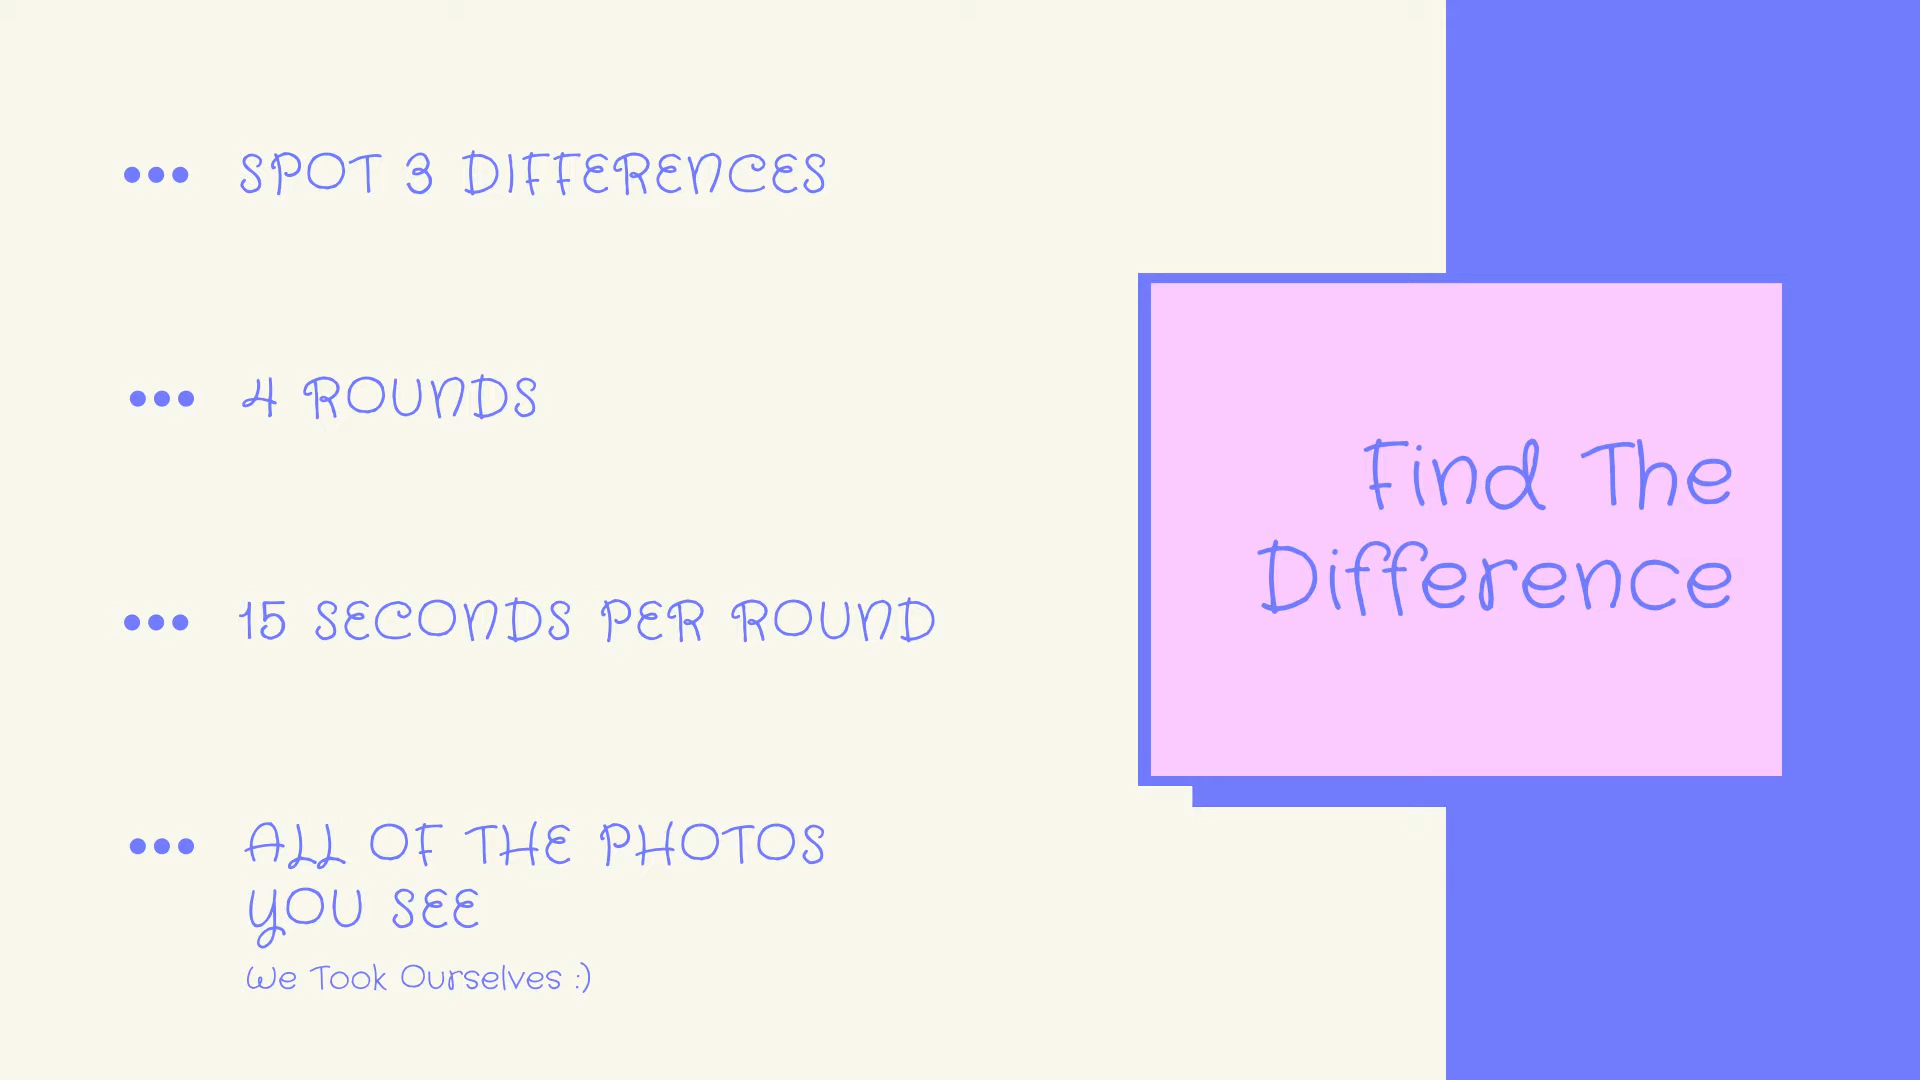 SPOT 3 DIFFERENCES
4 ROUNDS
15 SECONDS PER ROUND
ALL OF THE PHOTOS
YOU SEE
We Took Ourselves :)
Find The
Difference